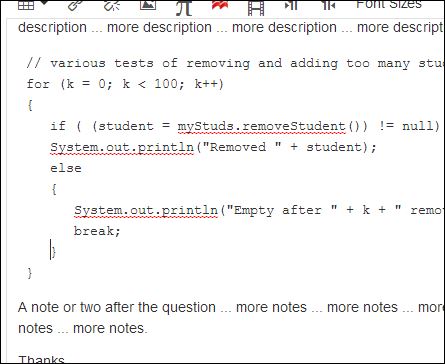 Font Sizes
description ... more description ... more description ... more descript
// various tests of removing and adding too many stu
for (k = 0; k < 100; k++)
{
if ( (student = myStuds.removeStudent()) != null)
System.out.println("Removed " + student);
else
{
System.out.println("Empty after " + k + " remo
break;
}
}
A note or two after the question ... more notes ... more notes ... mor
notes ... more notes.
Thanks